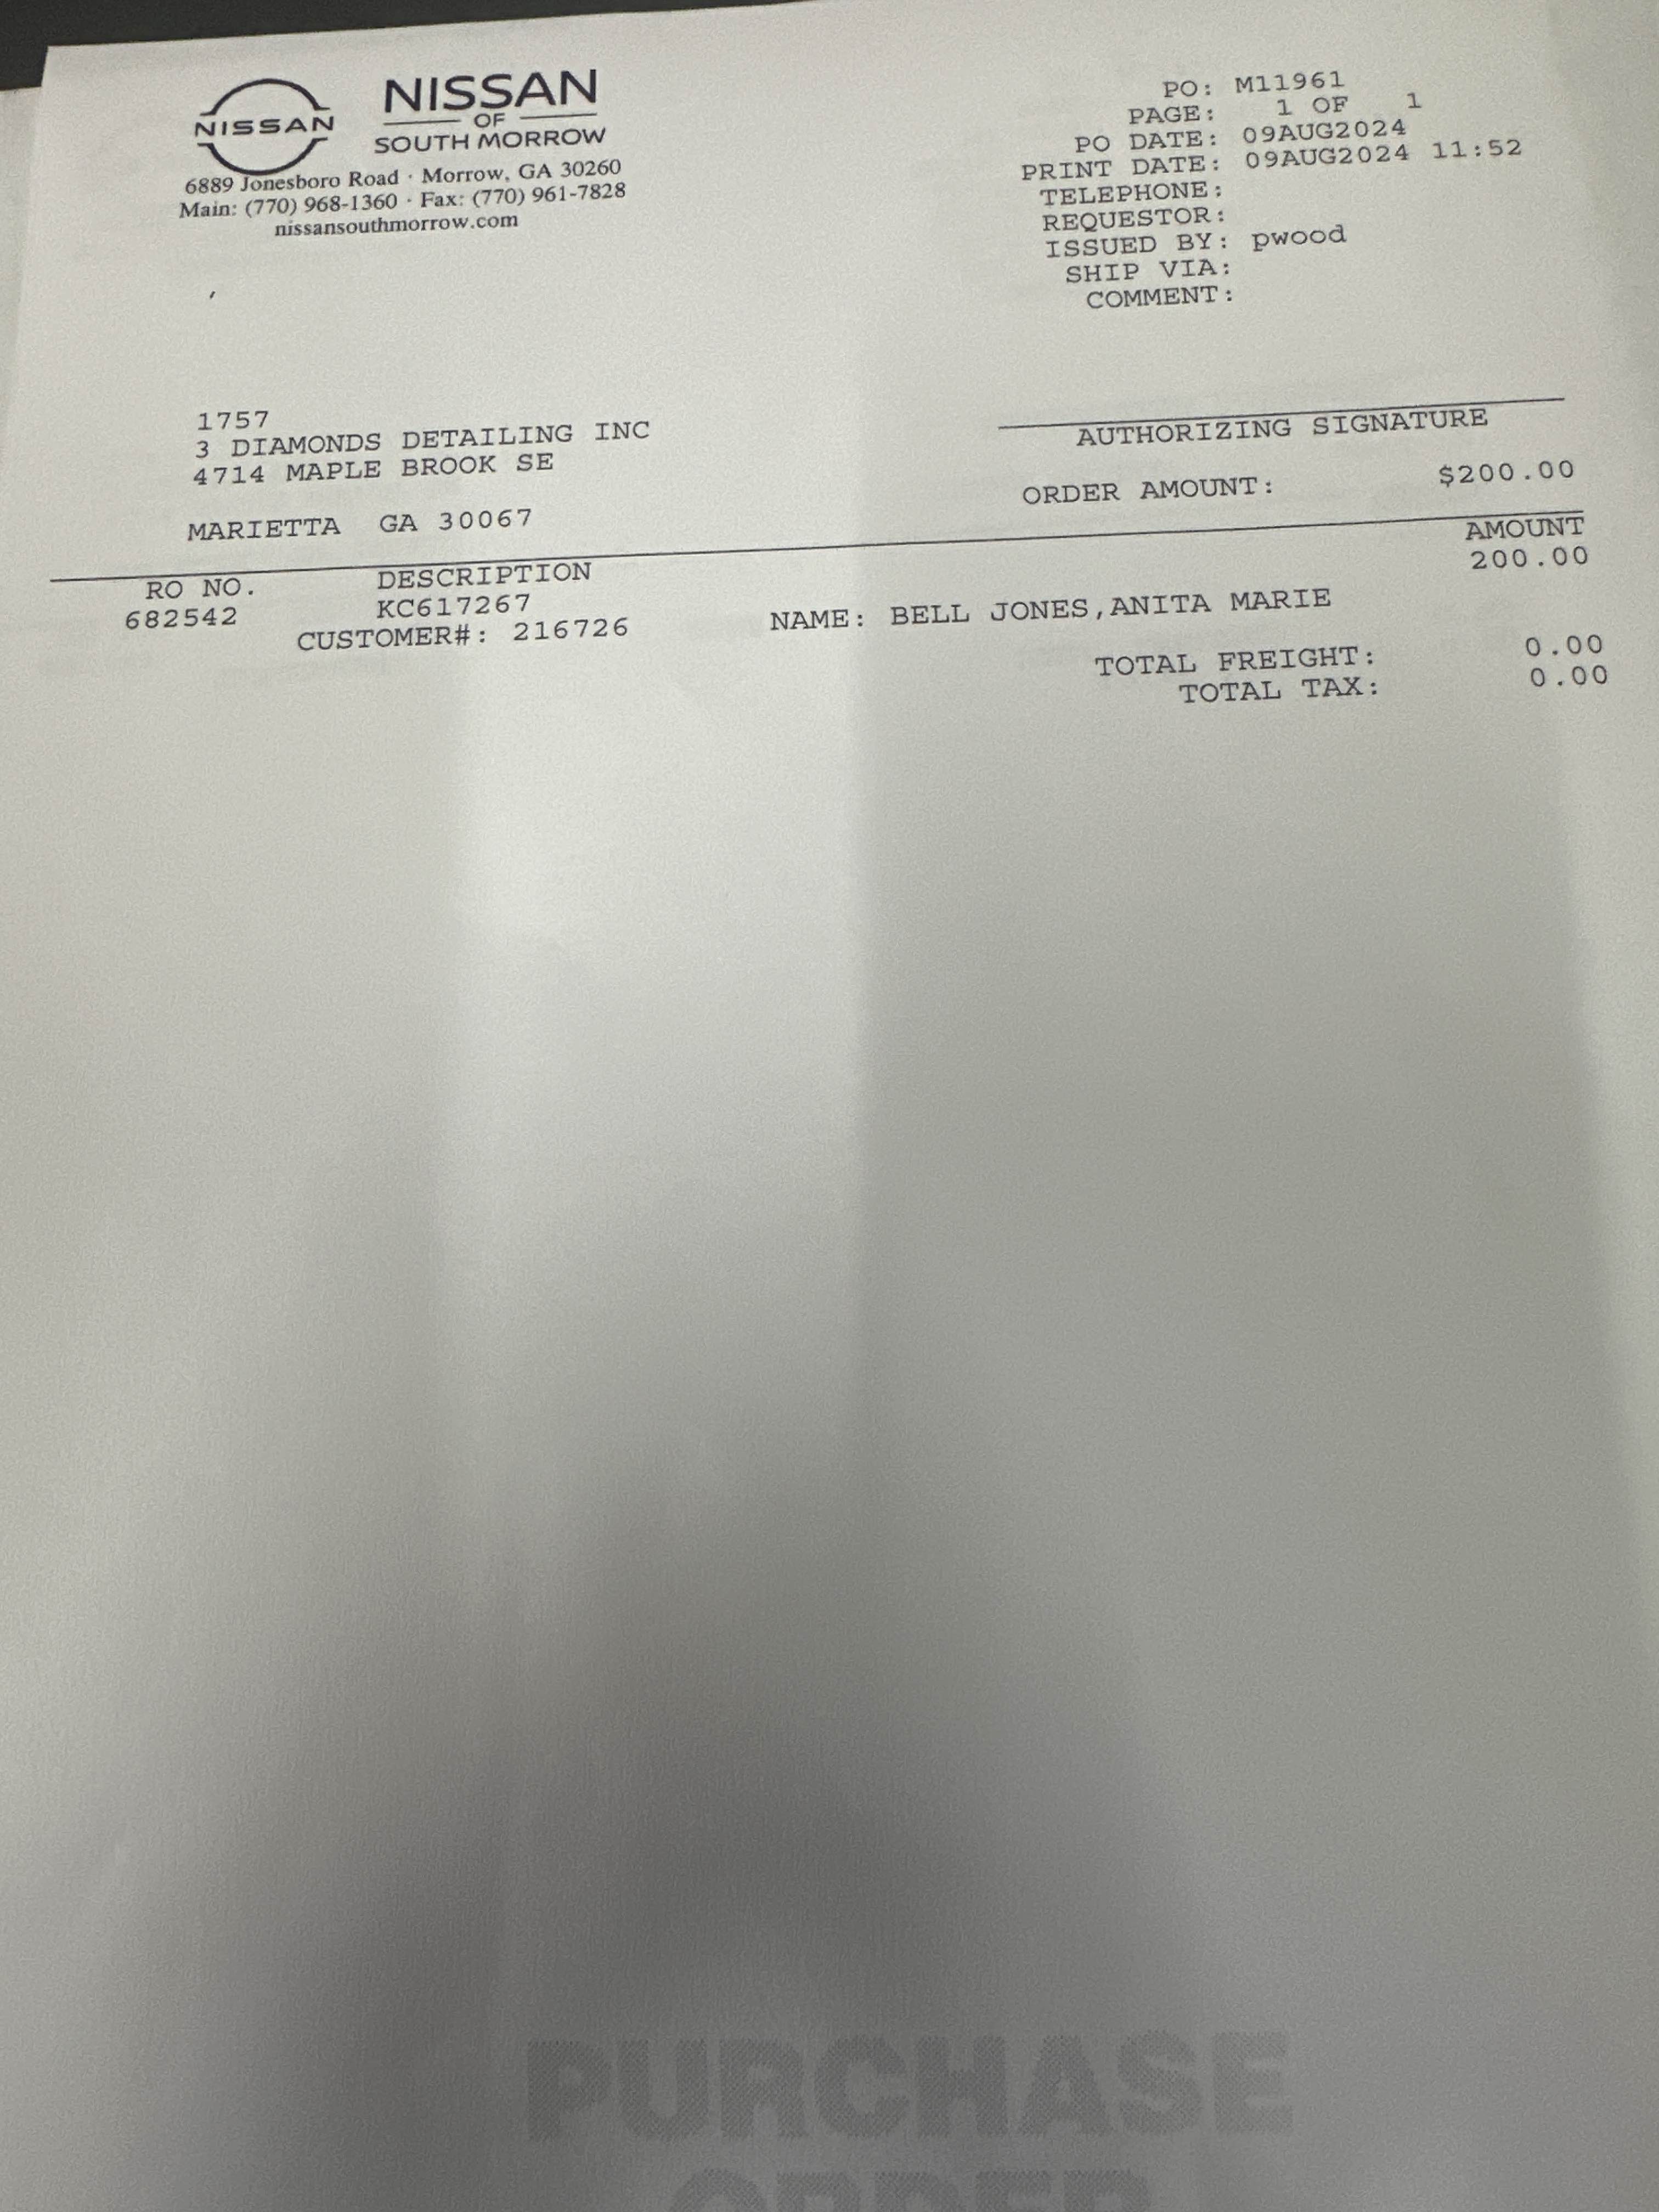 NISSAN
NISSAN
OF
SOUTH MORROW
6889 Jonesboro Road · Morrow, GA 30260
Main: (770) 968-1360 · Fax: (770) 961-7828
nissansouthmorrow.com
PO: M11961
PAGE: 1 OF 1
PO DATE: 09AUG2024
PRINT DATE: 09AUG2024 11:52
TELEPHONE:
REQUESTOR:
ISSUED BY: pwood
SHIP VIA:
COMMENT:
1757
3 DIAMONDS DETAILING INC
4714 MAPLE BROOK SE
MARIETTA GA 30067
AUTHORIZING SIGNATURE
ORDER AMOUNT: $200.00
RO NO. DESCRIPTION AMOUNT
682542 KC617267 200.00
CUSTOMER#: 216726 NAME: BELL JONES,ANITA MARIE
TOTAL FREIGHT: 0.00
TOTAL TAX: 0.00
PURCHASE
ORDER